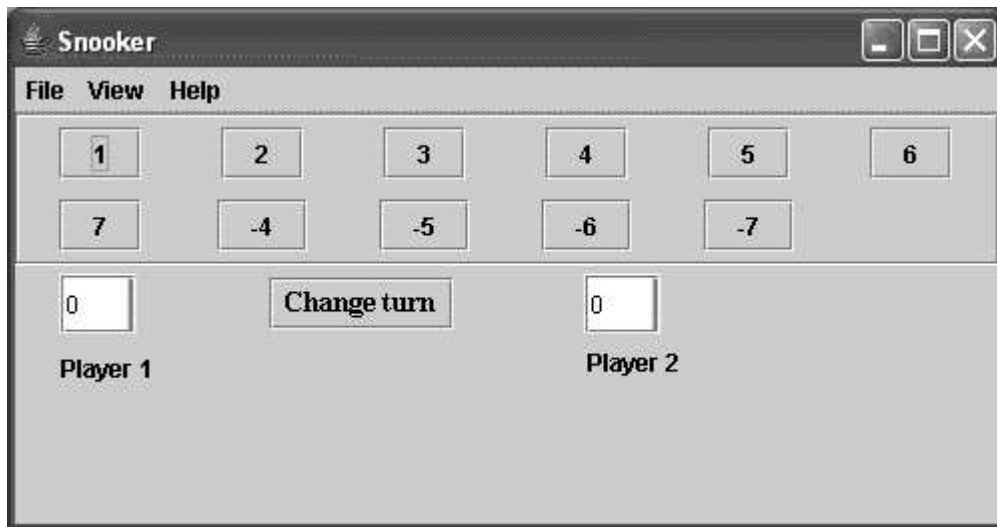 Snooker
File View Help
1 2 3 4 5 6
7 -4 -5 -6 -7
0 Change turn 0
Player 1 Player 2